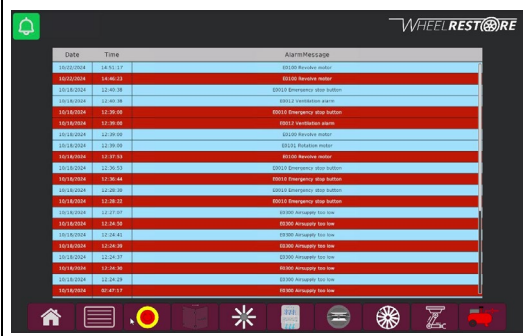 WHEELREST®RE
Date Time AlarmMessage
10/22/2024 14:51:17 E0100 Revolve motor
10/22/2024 14:46:23 E0100 Revolve motor
10/18/2024 12:40:38 E0010 Emergency stop button
10/18/2024 12:40:38 E0012 Ventilation alarm
10/18/2024 12:39:08 E0010 Emergency stop button
10/18/2024 12:39:08 E0012 Ventilation alarm
10/18/2024 12:39:00 E0100 Revolve motor
10/18/2024 12:39:00 E0101 Rotation motor
10/18/2024 12:37:53 E0100 Revolve motor
10/18/2024 12:36:53 E0010 Emergency stop button
10/18/2024 12:36:44 E0010 Emergency stop button
10/18/2024 12:28:38 E0010 Emergency stop button
10/18/2024 12:28:22 E0010 Emergency stop button
10/18/2024 12:27:07 E0300 Airsupply too low
10/18/2024 12:24:50 E0300 Airsupply too low
10/18/2024 12:24:41 E0300 Airsupply too low
10/18/2024 12:24:38 E0300 Airsupply too low
10/18/2024 12:24:37 E0300 Airsupply too low
10/18/2024 12:24:30 E0300 Airsupply too low
10/18/2024 12:24:29 E0300 Airsupply too low
10/18/2024 02:47:17 E0300 Airsupply too low